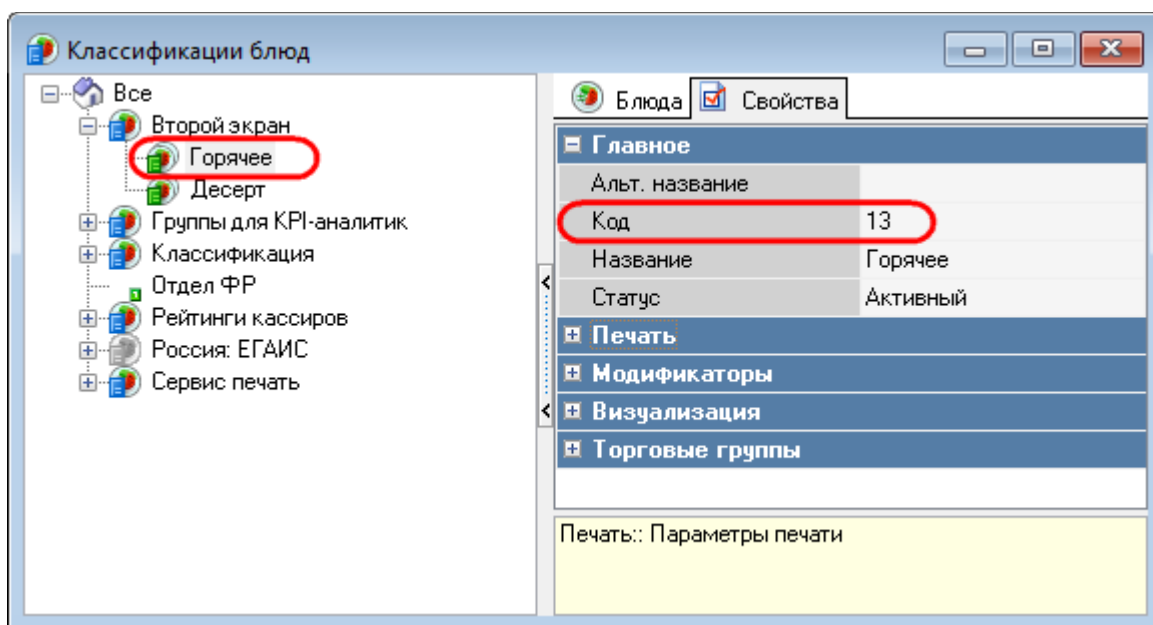 Классификации блюд
Все
Второй экран
Горячее
Десерт
Группы для KPI-аналитик
Классификация
Отдел ФР
Рейтинги кассиров
Россия: ЕГАИС
Сервис печать
Блюда Свойства
Главное
Альт. название
Код 13
Название Горячее
Статус Активный
Печать
Модификаторы
Визуализация
Торговые группы
Печать:: Параметры печати